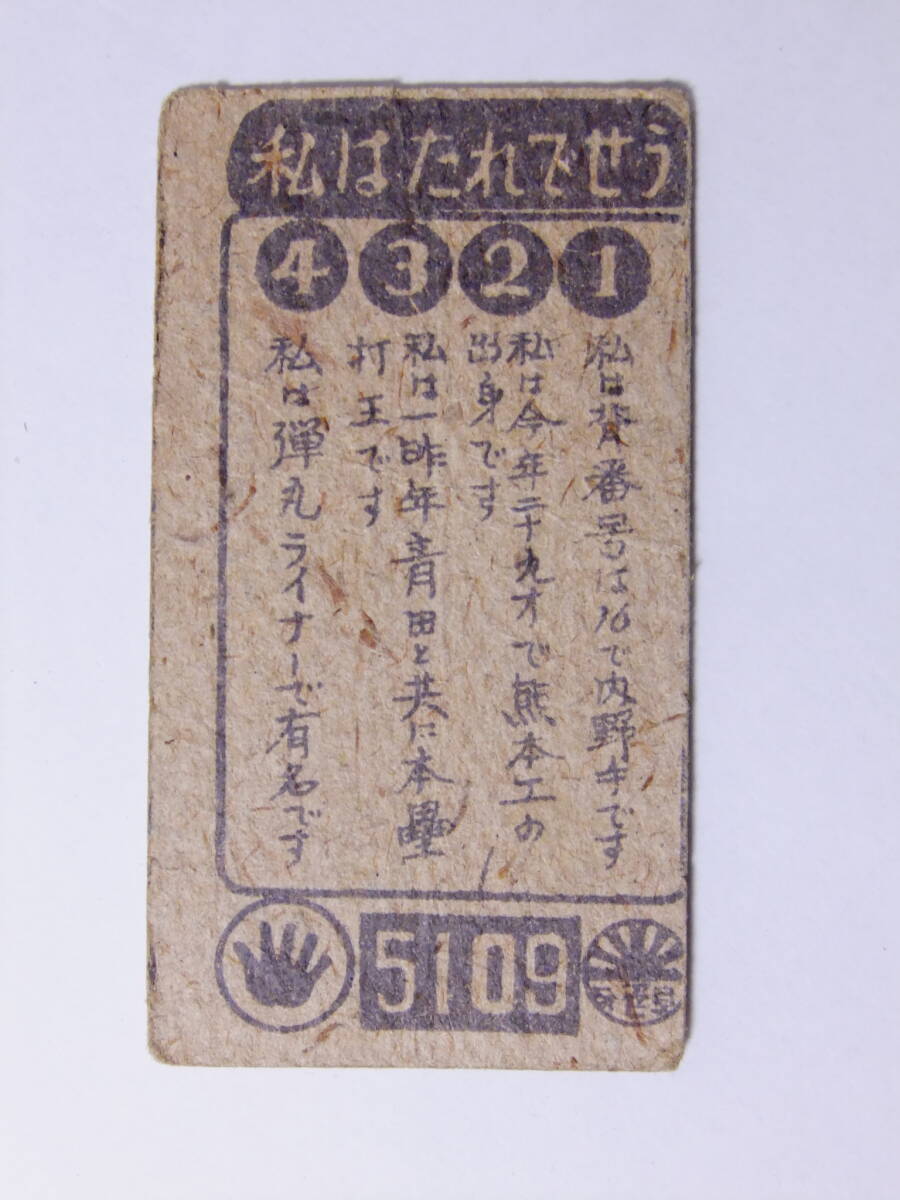 私はたれでせう
1
私は背番号は16で内野手です
2
私は今年二十九才で熊本工の
出身です
3
私は一昨年青田と共に本壘
打王です
4
私は弾丸ライナーで有名です
5109